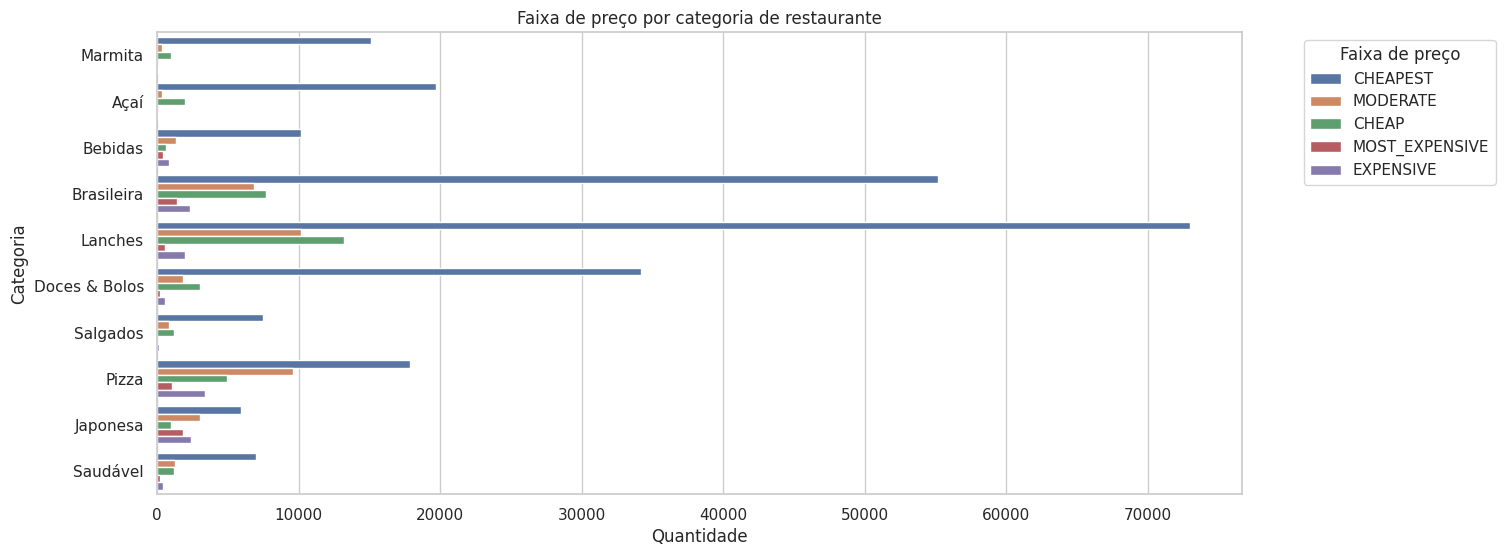 Faixa de preço por categoria de restaurante
Categoria
Marmita
Açaí
Bebidas
Brasileira
Lanches
Doces & Bolos
Salgados
Pizza
Japonesa
Saudável
0 10000 20000 30000 40000 50000 60000 70000
Quantidade
Faixa de preço
CHEAPEST
MODERATE
CHEAP
MOST_EXPENSIVE
EXPENSIVE